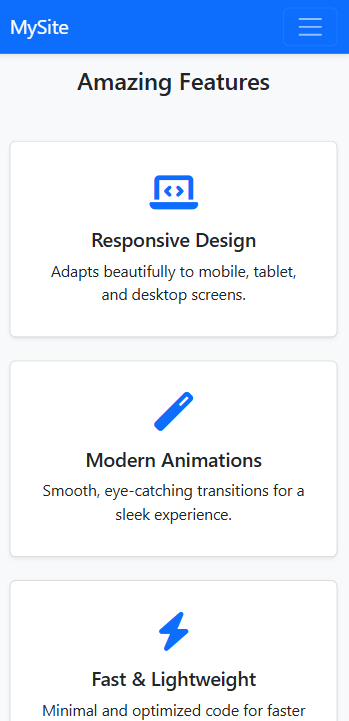 MySite
Amazing Features
Responsive Design
Adapts beautifully to mobile, tablet,
and desktop screens.
Modern Animations
Smooth, eye-catching transitions for a
sleek experience.
Fast & Lightweight
Minimal and optimized code for faster